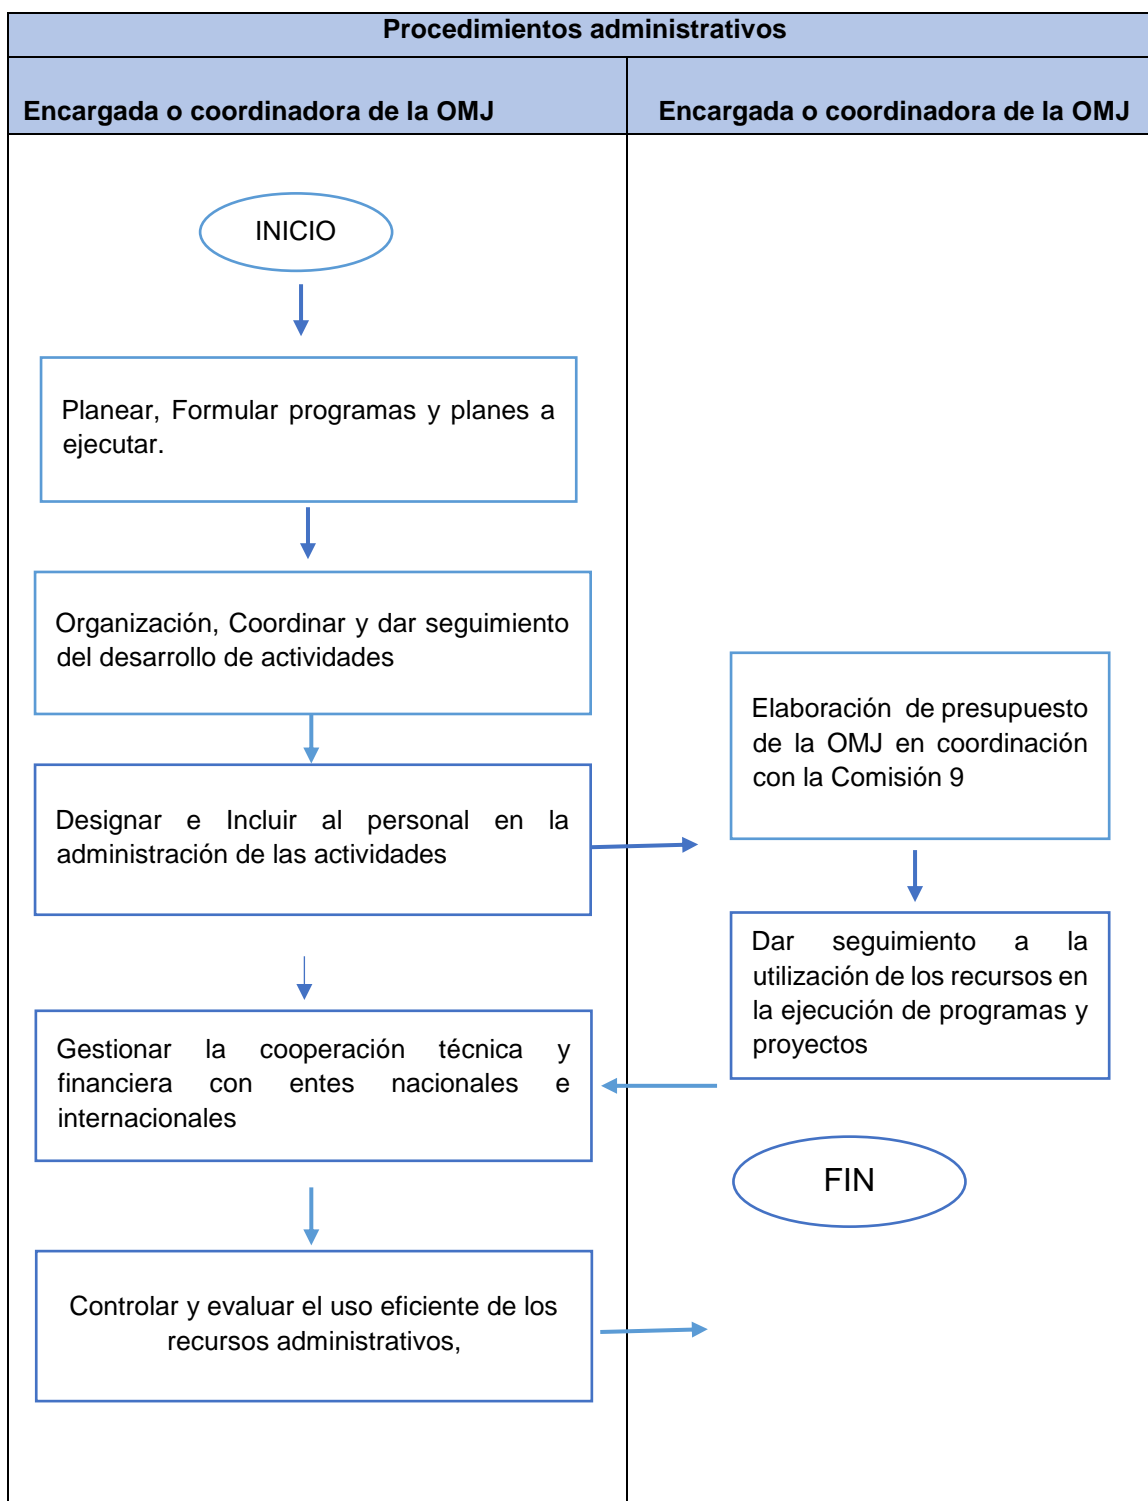 Procedimientos administrativos
Encargada o coordinadora de la OMJ
Encargada o coordinadora de la OMJ
INICIO
Planear, Formular programas y planes a
ejecutar.
Organización, Coordinar y dar seguimiento
del desarrollo de actividades
Designar e Incluir al personal en la
administración de las actividades
Elaboración de presupuesto
de la OMJ en coordinación
con la Comisión 9
Dar seguimiento a la
utilización de los recursos en
la ejecución de programas y
proyectos
Gestionar la cooperación técnica y
financiera con entes nacionales e
internacionales
Controlar y evaluar el uso eficiente de los
recursos administrativos,
FIN